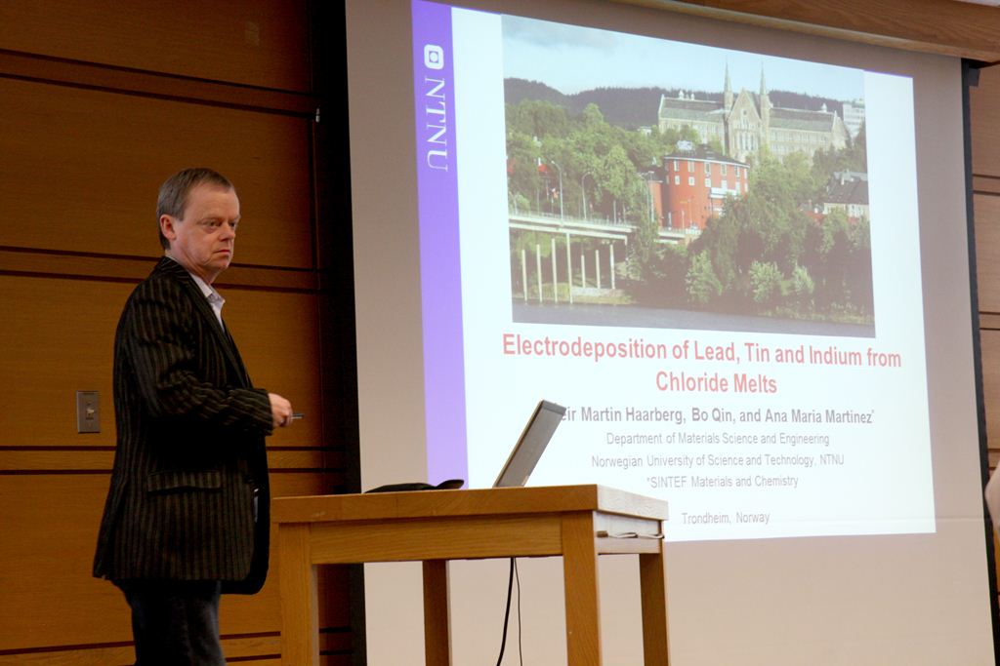 NTNU
Electrodeposition of Lead, Tin and Indium from
Chloride Melts
Martin Haarberg, Bo Qin, and Ana Maria Martinez*
Department of Materials Science and Engineering
Norwegian University of Science and Technology, NTNU
*SINTEF Materials and Chemistry
Trondheim, Norway